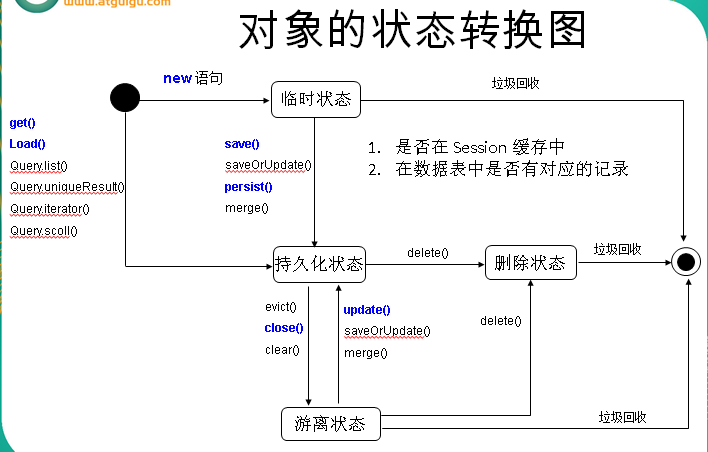 www.atguigu.com
对象的状态转换图
new 语句
临时状态
垃圾回收
get()
Load()
Query.list()
Query.uniqueResult()
Query.iterator()
Query.scoll()
save()
saveOrUpdate()
persist()
merge()
1. 是否在 Session 缓存中
2. 在数据表中是否有对应的记录
持久化状态
delete()
删除状态
垃圾回收
evict()
close()
clear()
update()
saveOrUpdate()
merge()
delete()
游离状态
垃圾回收